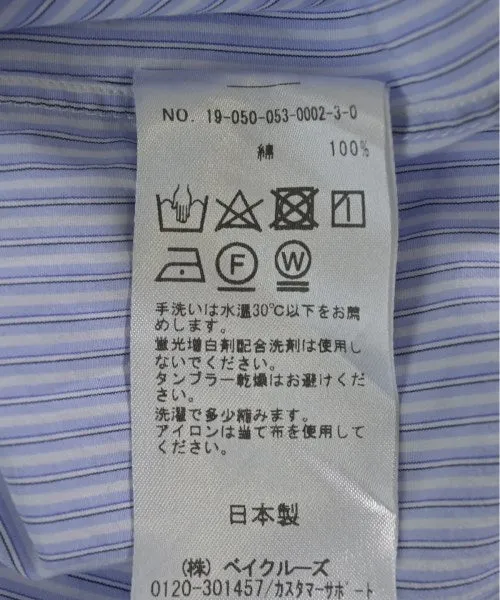 NO. 19-050-053-0002-3-0
綿 100%
F W
手洗いは水温30℃以下をお薦
めします。
蛍光増白剤配合洗剤は使用し
ないでください。
タンブラー乾燥はお避けくだ
さい。
洗濯で多少縮みます。
アイロンは当て布を使用して
ください。
日本製
(株) ベイクルーズ
0120-301457/カスタマーサポート